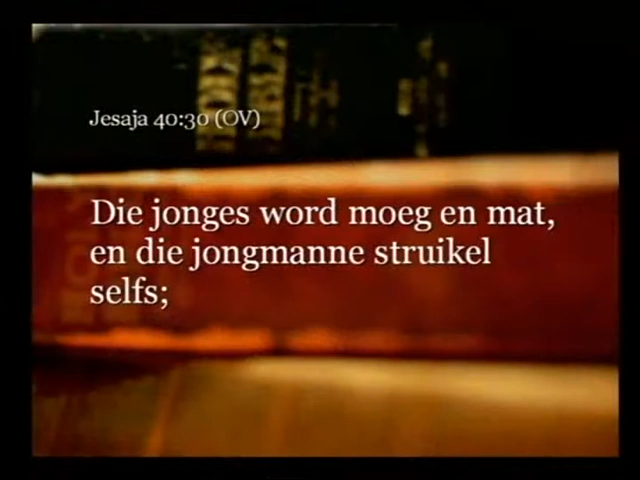 Jesaja 40:30 (OV)
Die jonges word moeg en mat,
en die jongmanne struikel
selfs;